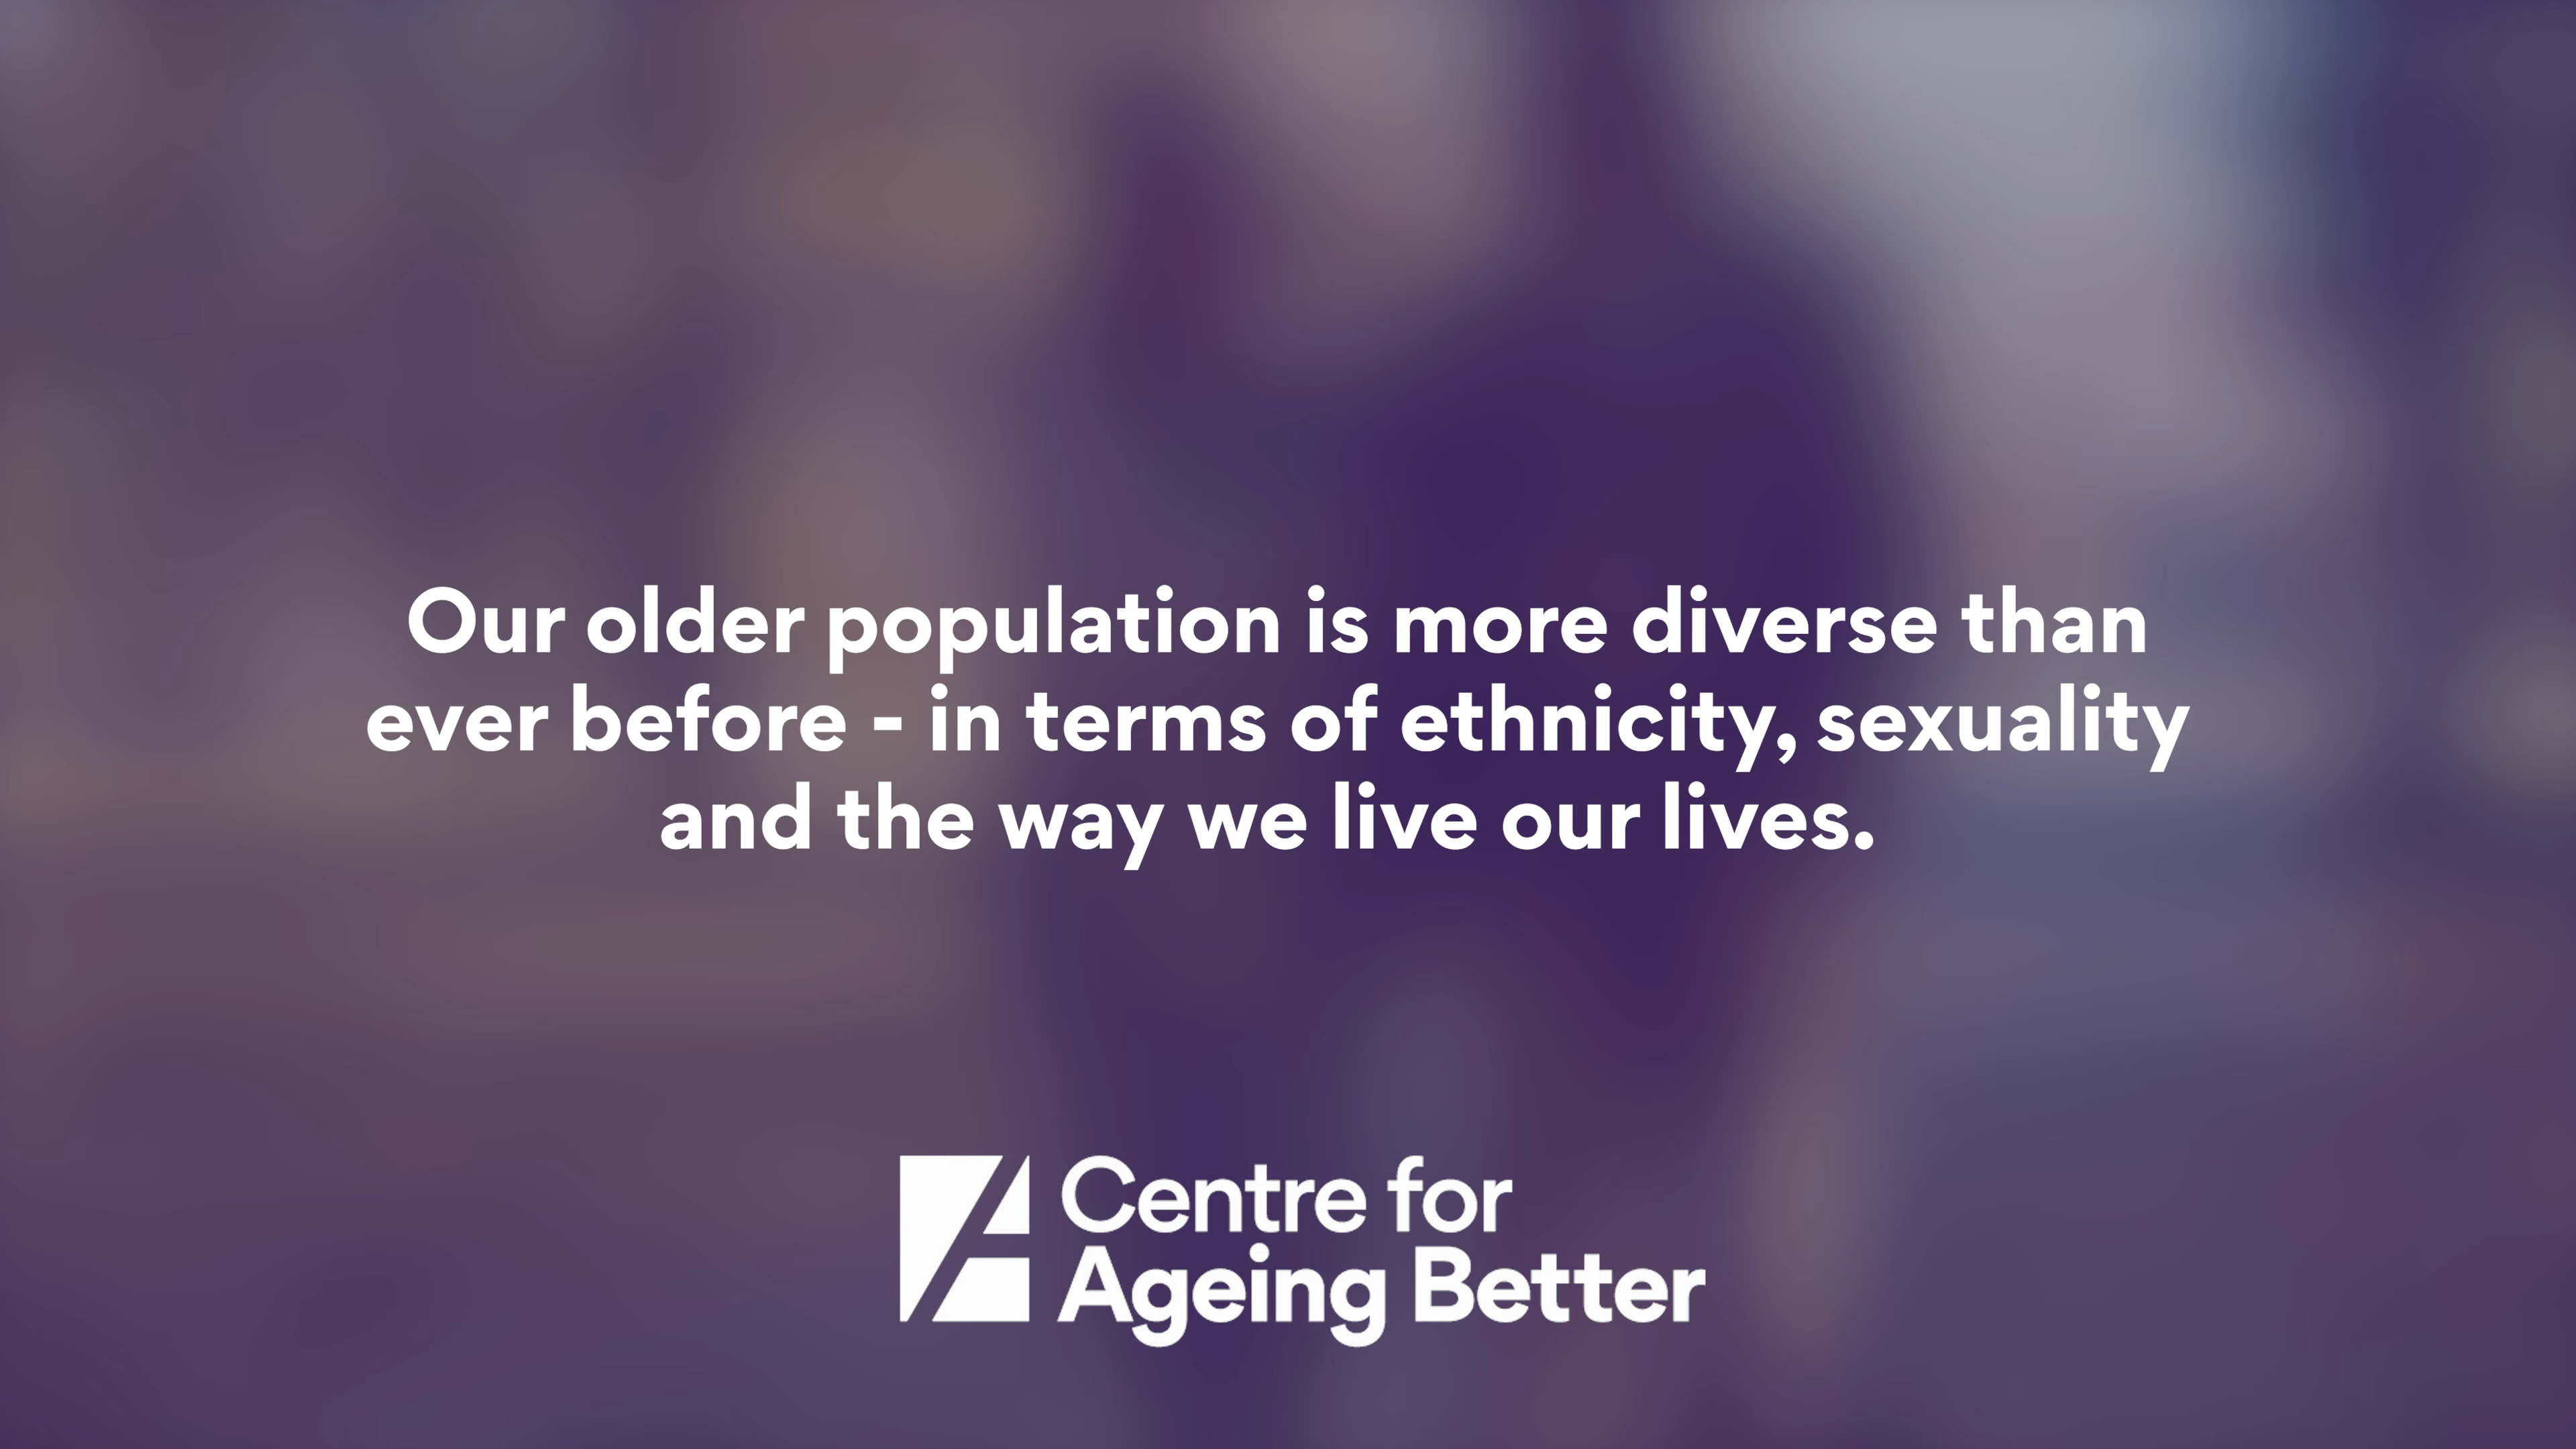 Our older population is more diverse than
ever before - in terms of ethnicity, sexuality
and the way we live our lives.
Centre for
Ageing Better